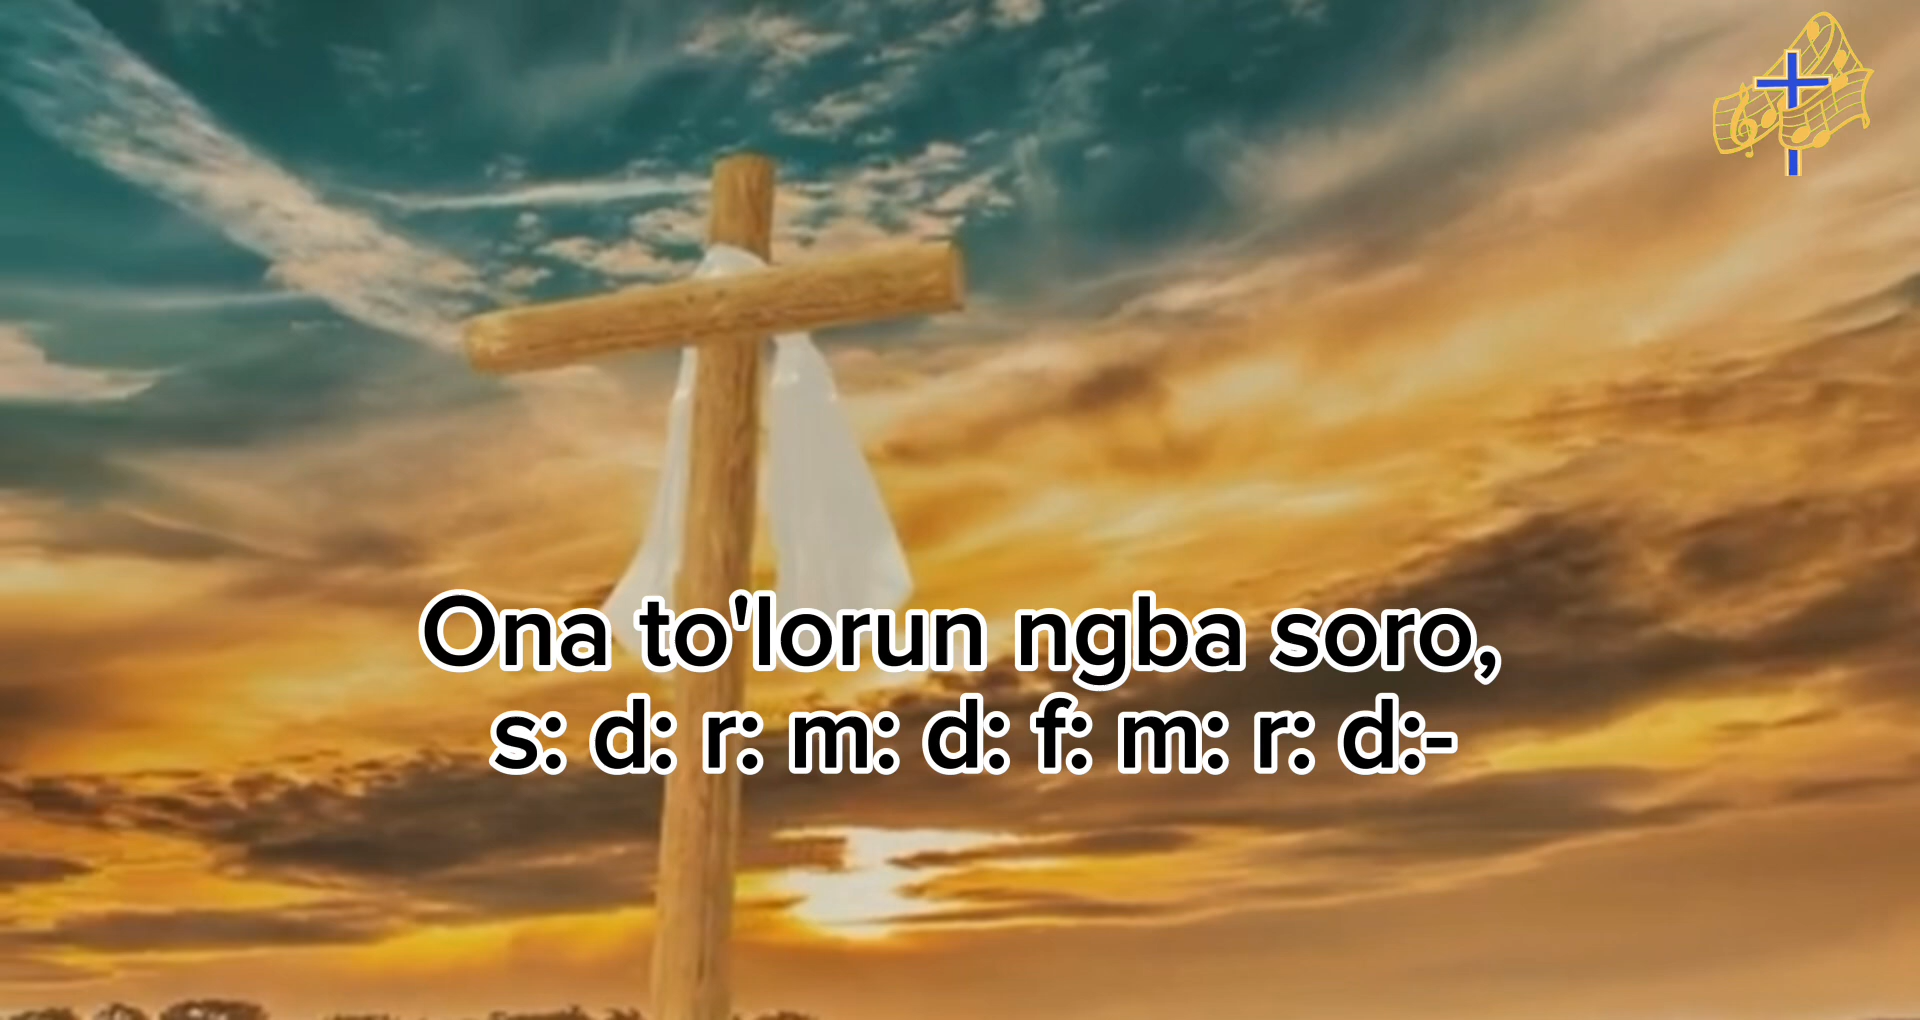 Ona to'lorun ngba soro,
s: d: r: m: d: f: m: r: d:-